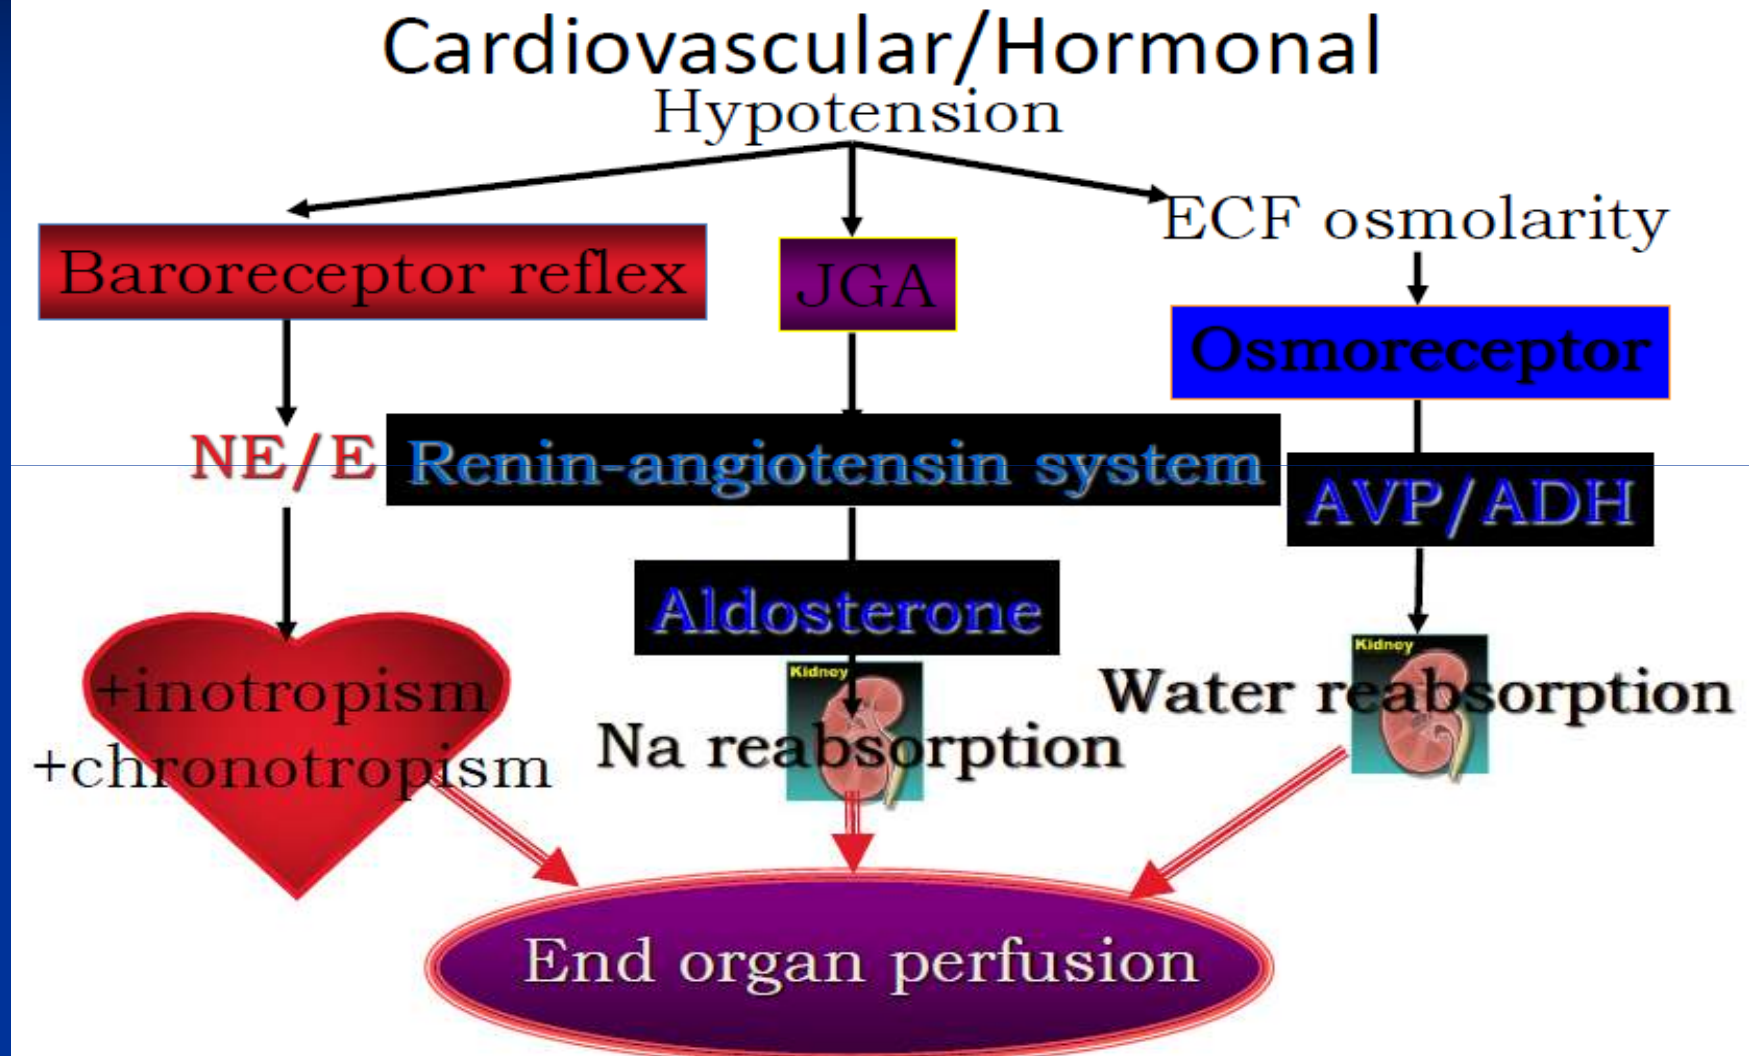 Cardiovascular/Hormonal
Hypotension
ECF osmolarity
Baroreceptor reflex
JGA
Osmoreceptor
NE/E
Renin-angiotensin system
AVP/ADH
Aldosterone
Kidney
Kidney
+inotropism
Water reabsorption
Na reabsorption
+chronotropism
End organ perfusion